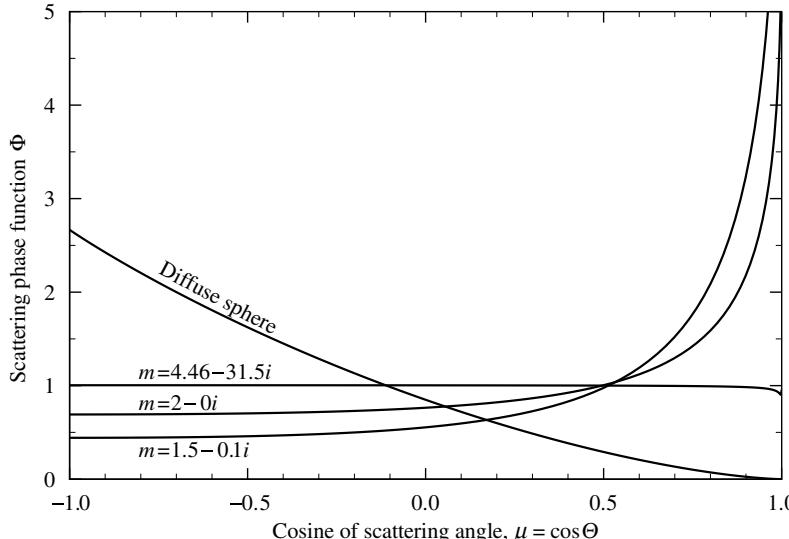 5
4
3
2
1
0
Scattering phase function Φ
Diffuse sphere
m=4.46−31.5i
m=2−0i
m=1.5−0.1i
−1.0 −0.5 0.0 0.5 1.0
Cosine of scattering angle, μ = cosΘ